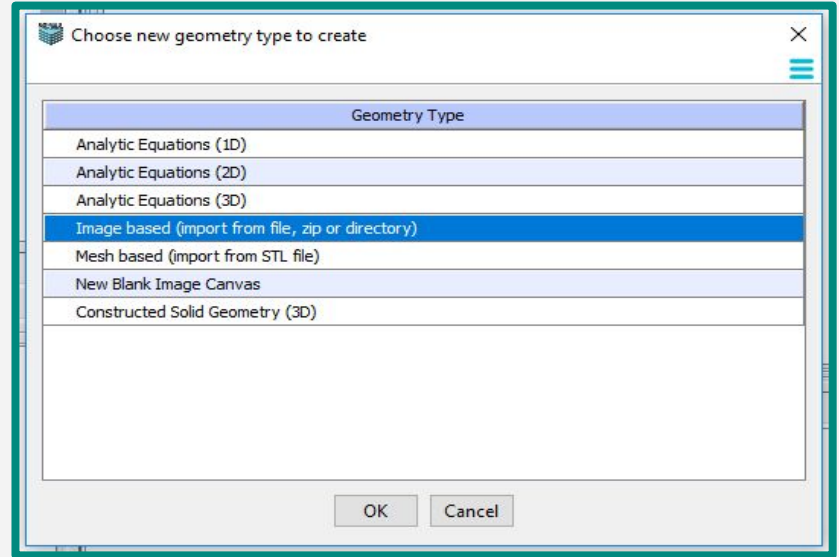 Choose new geometry type to create
Geometry Type
Analytic Equations (1D)
Analytic Equations (2D)
Analytic Equations (3D)
Image based (import from file, zip or directory)
Mesh based (import from STL file)
New Blank Image Canvas
Constructed Solid Geometry (3D)
OK Cancel